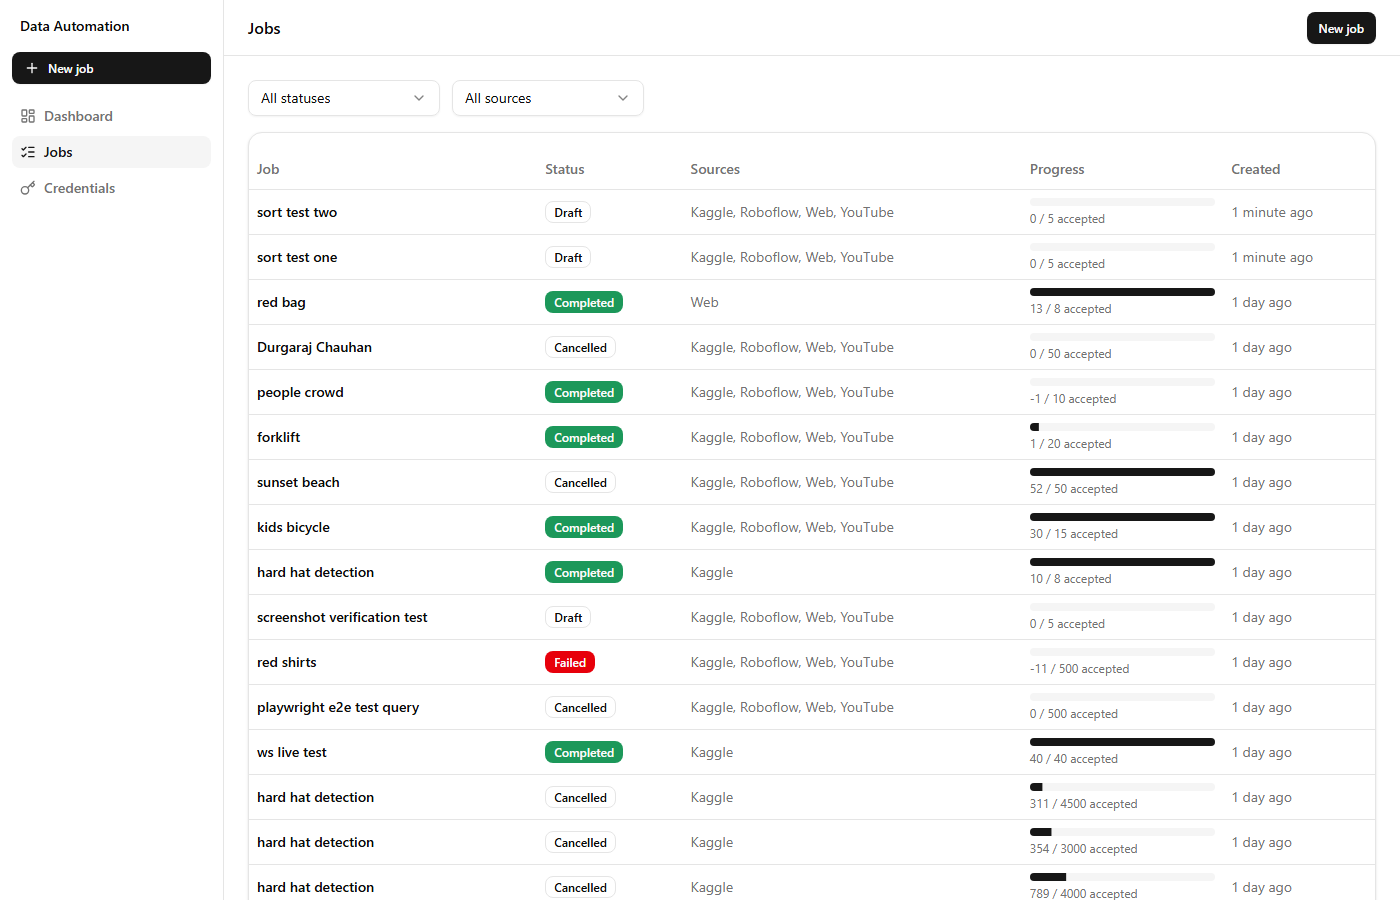 Data Automation
New job
Dashboard
Jobs
Credentials
Jobs
New job
All statuses
All sources
Job Status Sources Progress Created
sort test two Draft Kaggle, Roboflow, Web, YouTube 0 / 5 accepted 1 minute ago
sort test one Draft Kaggle, Roboflow, Web, YouTube 0 / 5 accepted 1 minute ago
red bag Completed Web 13 / 8 accepted 1 day ago
Durgaraj Chauhan Cancelled Kaggle, Roboflow, Web, YouTube 0 / 50 accepted 1 day ago
people crowd Completed Kaggle, Roboflow, Web, YouTube -1 / 10 accepted 1 day ago
forklift Completed Kaggle, Roboflow, Web, YouTube 1 / 20 accepted 1 day ago
sunset beach Cancelled Kaggle, Roboflow, Web, YouTube 52 / 50 accepted 1 day ago
kids bicycle Completed Kaggle, Roboflow, Web, YouTube 30 / 15 accepted 1 day ago
hard hat detection Completed Kaggle 10 / 8 accepted 1 day ago
screenshot verification test Draft Kaggle, Roboflow, Web, YouTube 0 / 5 accepted 1 day ago
red shirts Failed Kaggle, Roboflow, Web, YouTube -11 / 500 accepted 1 day ago
playwright e2e test query Cancelled Kaggle, Roboflow, Web, YouTube 0 / 500 accepted 1 day ago
ws live test Completed Kaggle 40 / 40 accepted 1 day ago
hard hat detection Cancelled Kaggle 311 / 4500 accepted 1 day ago
hard hat detection Cancelled Kaggle 354 / 3000 accepted 1 day ago
hard hat detection Cancelled Kaggle 789 / 4000 accepted 1 day ago